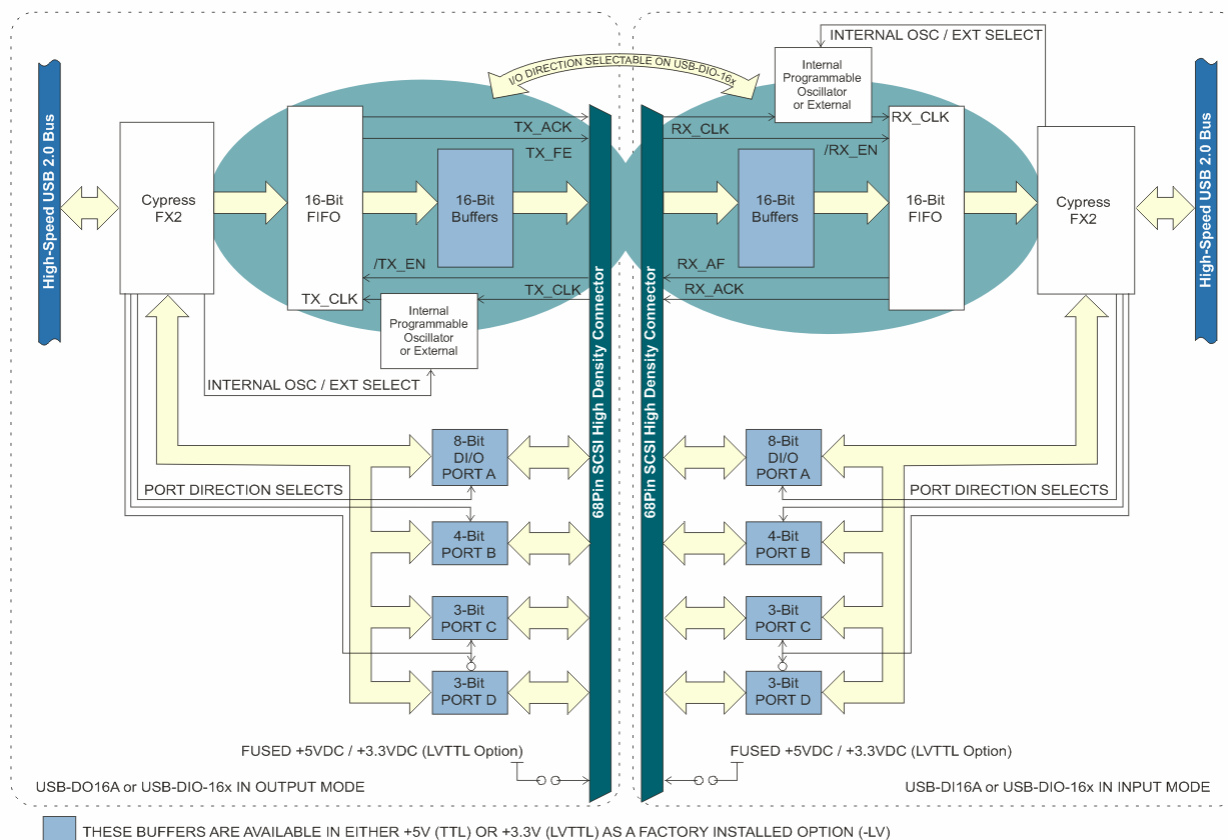 INTERNAL OSC / EXT SELECT
I/O DIRECTION SELECTABLE ON USB-DIO-16x
Internal
Programmable
Oscillator
or External
High-Speed USB 2.0 Bus
Cypress
FX2
16-Bit
FIFO
TX_ACK
TX_FE
16-Bit
Buffers
/TX_EN
TX_CLK
TX_CLK
Internal
Programmable
Oscillator
or External
INTERNAL OSC / EXT SELECT
68Pin SCSI High Density Connector
68Pin SCSI High Density Connector
RX_CLK
RX_CLK
/RX_EN
16-Bit
Buffers
16-Bit
FIFO
RX_AF
RX_ACK
Cypress
FX2
High-Speed USB 2.0 Bus
8-Bit
DI/O
PORT A
PORT DIRECTION SELECTS
4-Bit
PORT B
3-Bit
PORT C
3-Bit
PORT D
8-Bit
DI/O
PORT A
PORT DIRECTION SELECTS
4-Bit
PORT B
3-Bit
PORT C
3-Bit
PORT D
FUSED +5VDC / +3.3VDC (LVTTL Option)
FUSED +5VDC / +3.3VDC (LVTTL Option)
USB-DO16A or USB-DIO-16x IN OUTPUT MODE
USB-DI16A or USB-DIO-16x IN INPUT MODE
THESE BUFFERS ARE AVAILABLE IN EITHER +5V (TTL) OR +3.3V (LVTTL) AS A FACTORY INSTALLED OPTION (-LV)